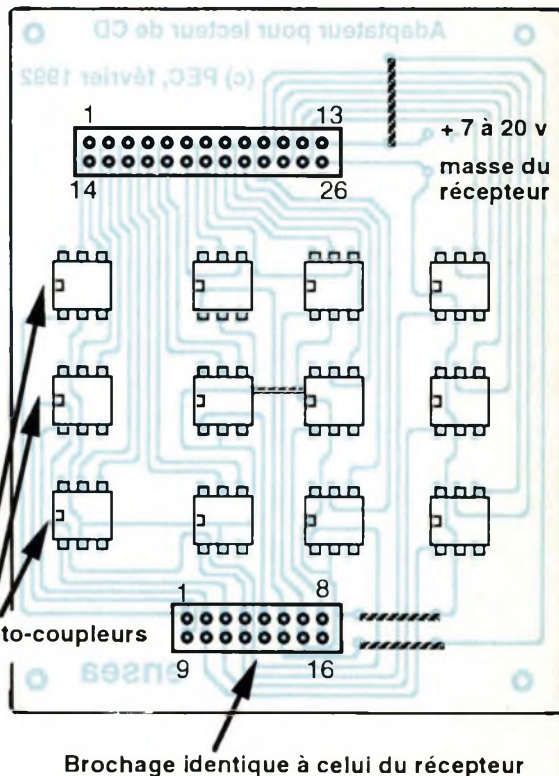 Adaptateur pour lecteur de CD
(c) PEC, février 1992
1 13
+ 7 à 20 v
masse du
récepteur
14 26
1 8
to-coupleurs
9 16
ensea
Brochage identique à celui du récepteur